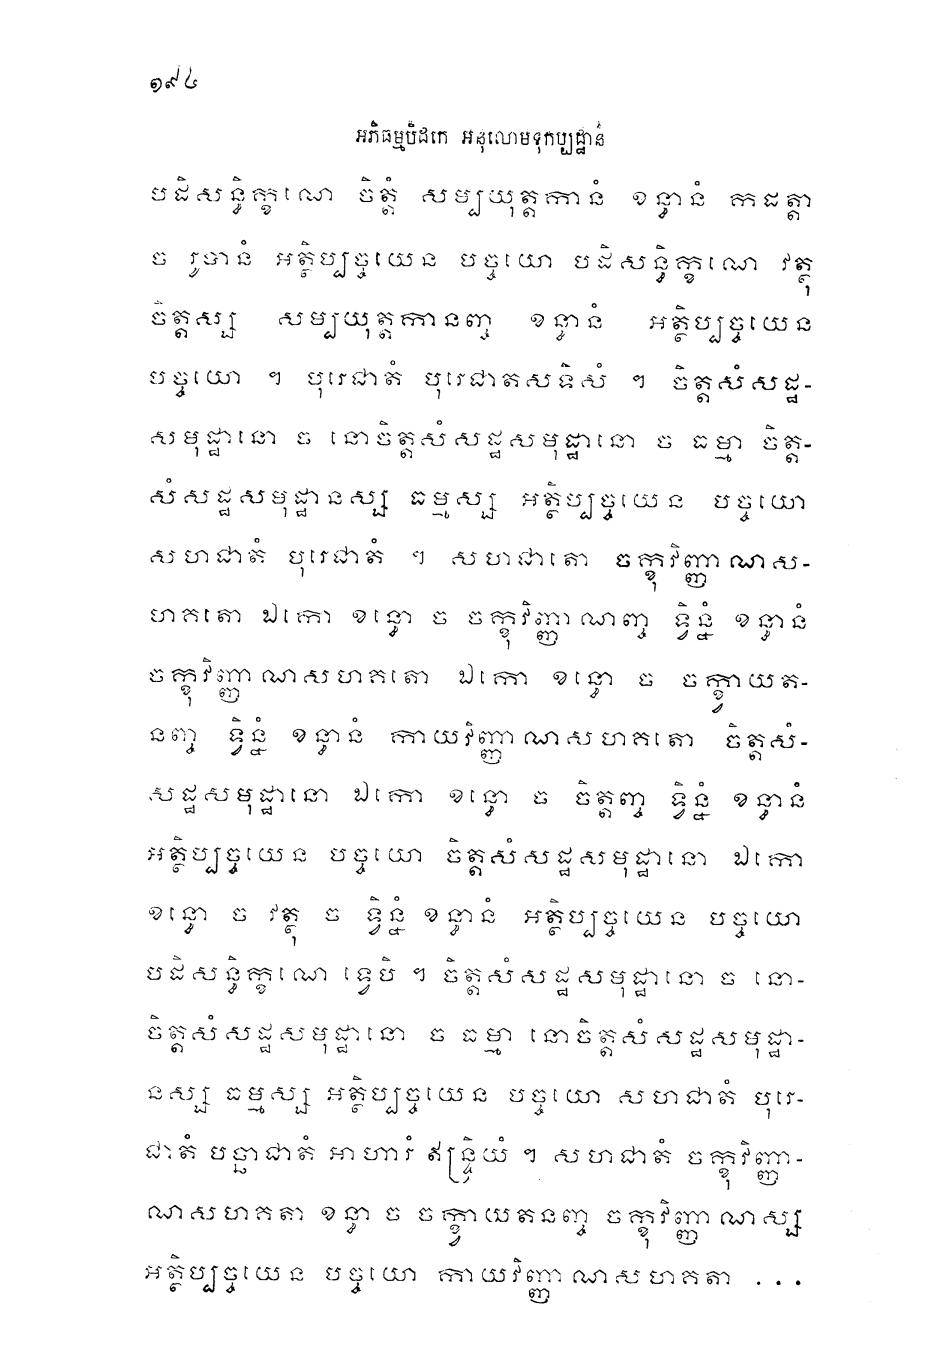 ១៩៤
អភិធម្មបិដកេ អនុលោមទុកប្បដ្ឋានំ
បដិសន្ធិក្ខណេ ចិត្តំ សម្បយុត្តកានំ ខន្ធានំ កដត្តា
ច រូបានំ អត្ថិប្បច្ចយេន បច្ចយោ បដិសន្ធិក្ខណេ វត្ថុ
ចិត្តស្ស សម្បយុត្តកានញ្ច ខន្ធានំ អត្ថិប្បច្ចយេន
បច្ចយោ ។ បុរេជាតំ បុរេជាតសទិសំ ។ ចិត្តសំសដ្ឋ-
សមុដ្ឋានោ ច នោចិត្តសំសដ្ឋសមុដ្ឋានោ ច ធម្មា ចិត្ត-
សំសដ្ឋសមុដ្ឋានស្ស ធម្មស្ស អត្ថិប្បច្ចយេន បច្ចយោ
សហជាតំ បុរេជាតំ ។ សហជាតោ ចក្ខុវិញ្ញាណស-
ហគតោ ឯកោ ខន្ធោ ច ចក្ខុវិញ្ញាណញ្ច ទ្វិន្នំ ខន្ធានំ
ចក្ខុវិញ្ញាណសហគតោ ឯកោ ខន្ធោ ច ចក្ខ្វាយត-
នញ្ច ទ្វិន្នំ ខន្ធានំ កាយវិញ្ញាណសហគតោ ចិត្តសំ-
សដ្ឋសមុដ្ឋានោ ឯកោ ខន្ធោ ច ចិត្តញ្ច ទ្វិន្នំ ខន្ធានំ
អត្ថិប្បច្ចយេន បច្ចយោ ចិត្តសំសដ្ឋសមុដ្ឋានោ ឯកោ
ខន្ធោ ច វត្ថុ ច ទ្វិន្នំ ខន្ធានំ អត្ថិប្បច្ចយេន បច្ចយោ
បដិសន្ធិក្ខណេ ទ្វេបិ ។ ចិត្តសំសដ្ឋសមុដ្ឋានោ ច នោ-
ចិត្តសំសដ្ឋសមុដ្ឋានោ ច ធម្មា នោចិត្តសំសដ្ឋសមុដ្ឋា-
នស្ស ធម្មស្ស អត្ថិប្បច្ចយេន បច្ចយោ សហជាតំ បុរេ-
ជាតំ បច្ឆាជាតំ អាហារំ ឥន្ទ្រិយំ ។ សហជាតំ ចក្ខុវិញ្ញា-
ណសហគតា ខន្ធា ច ចក្ខ្វាយតនញ្ច ចក្ខុវិញ្ញាណស្ស
អត្ថិប្បច្ចយេន បច្ចយោ កាយវិញ្ញាណសហគតា ...